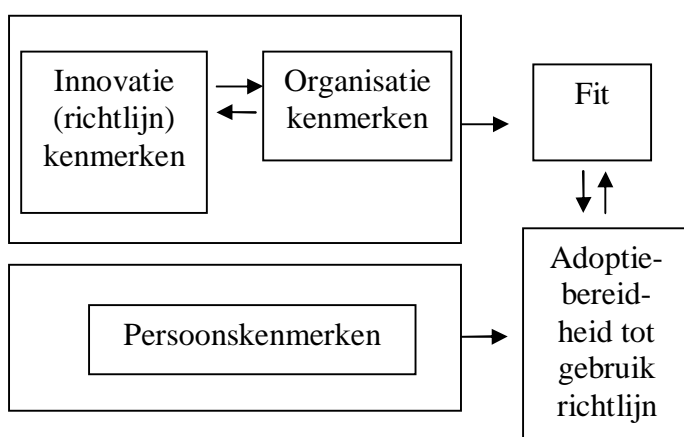 Innovatie
(richtlijn)
kenmerken
Organisatie
kenmerken
Fit
Persoonskenmerken
Adoptie-
bereid-
heid tot
gebruik
richtlijn